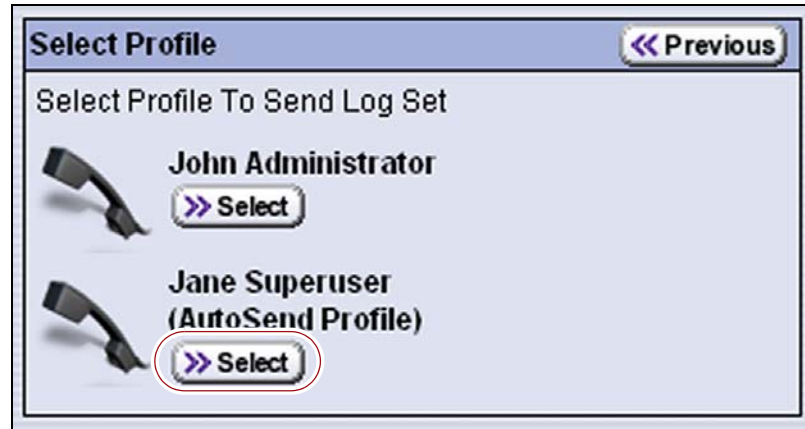 Select Profile
Previous
Select Profile To Send Log Set
John Administrator
Select
Jane Superuser
(AutoSend Profile)
Select